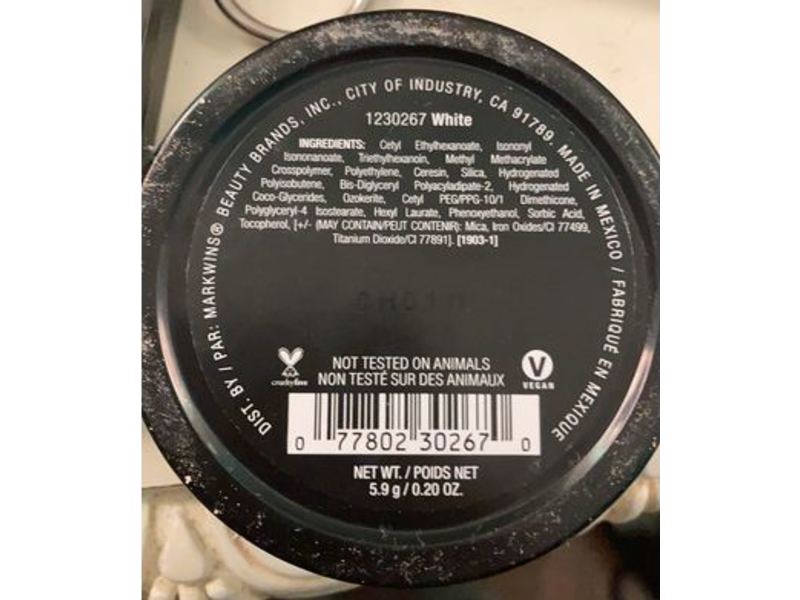 DIST. BY / PAR: MARKWINS® BEAUTY BRANDS, INC., CITY OF INDUSTRY, CA 91789. MADE IN MEXICO / FABRIQUÉ EN MEXIQUE
1230267 White
INGREDIENTS: Cetyl Ethylhexanoate, Isononyl
Isononanoate, Triethylhexanoin, Methyl Methacrylate
Crosspolymer, Polyethylene, Ceresin, Silica, Hydrogenated
Polyisobutene, Bis-Diglyceryl Polyacyladipate-2, Hydrogenated
Coco-Glycerides, Ozokerite, Cetyl PEG/PPG-10/1 Dimethicone,
Polyglyceryl-4 Isostearate, Hexyl Laurate, Phenoxyethanol, Sorbic Acid,
Tocopherol, [+/- (MAY CONTAIN/PEUT CONTENIR): Mica, Iron Oxides/CI 77499,
Titanium Dioxide/CI 77891]. [1903-1]
NOT TESTED ON ANIMALS
NON TESTÉ SUR DES ANIMAUX
crueltyfree
V
VEGAN
0 77802 30267 0
NET WT. / POIDS NET
5.9 g / 0.20 OZ.